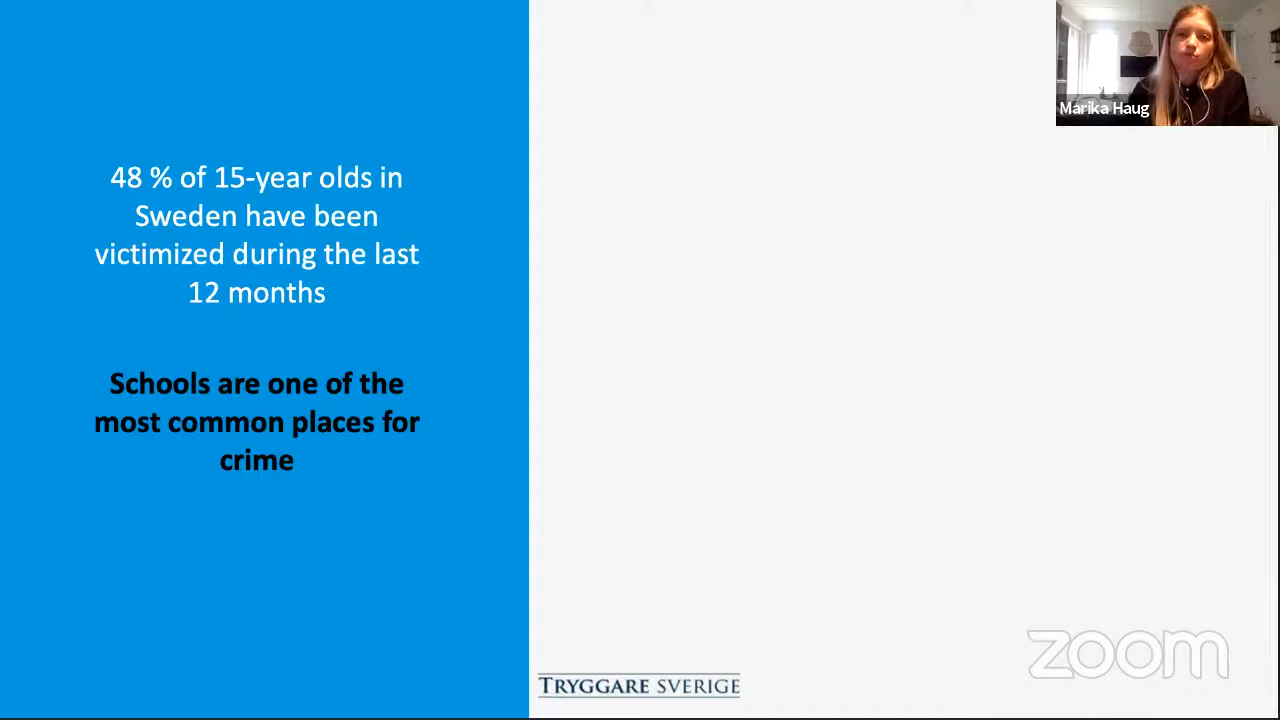 48 % of 15-year olds in
Sweden have been
victimized during the last
12 months
Schools are one of the
most common places for
crime
Marika Haug
TRYGGARE SVERIGE
zoom